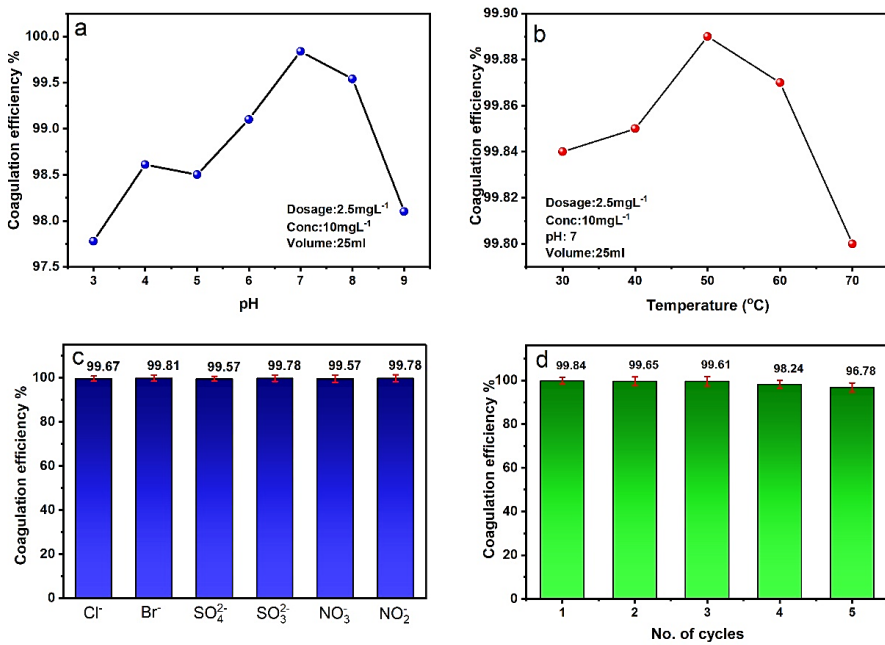 a
Coagulation efficiency %
100.0
99.5
99.0
98.5
98.0
97.5
Dosage:2.5mgL⁻¹
Conc:10mgL⁻¹
Volume:25ml
3 4 5 6 7 8 9
pH
b
Coagulation efficiency %
99.90
99.88
99.86
99.84
99.82
99.80
Dosage:2.5mgL⁻¹
Conc:10mgL⁻¹
pH: 7
Volume:25ml
30 40 50 60 70
Temperature (°C)
c
Coagulation efficiency %
99.67 99.81 99.57 99.78 99.57 99.78
100
80
60
40
20
0
Cl⁻ Br⁻ SO₄²⁻ SO₃²⁻ NO₃⁻ NO₂⁻
d
Coagulation efficiency %
99.84 99.65 99.61 98.24 96.78
100
80
60
40
20
0
1 2 3 4 5
No. of cycles